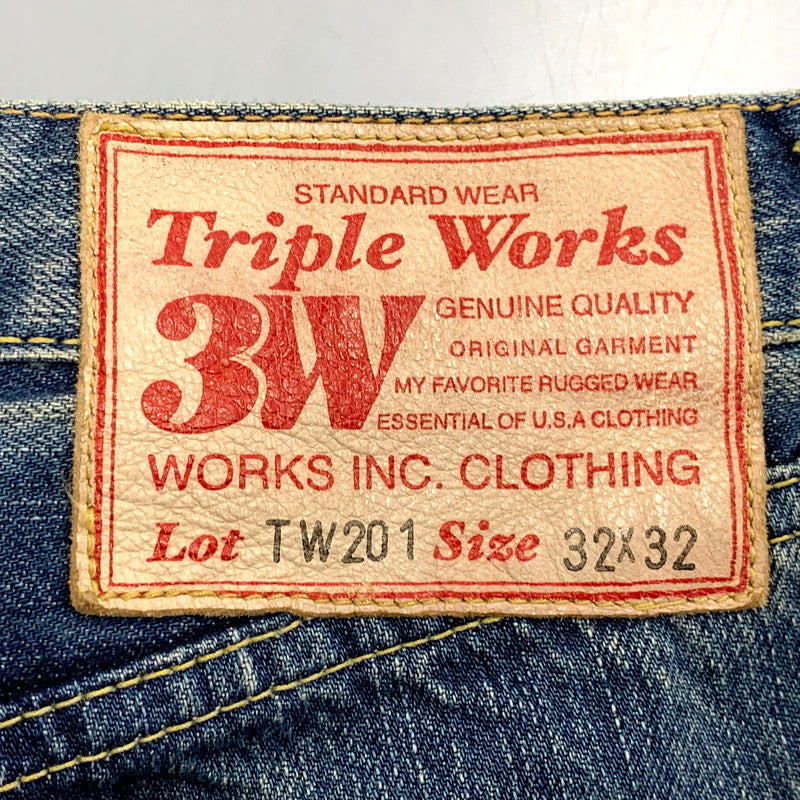 STANDARD WEAR
Triple Works
3W
GENUINE QUALITY
ORIGINAL GARMENT
MY FAVORITE RUGGED WEAR
ESSENTIAL OF U.S.A CLOTHING
WORKS INC. CLOTHING
Lot TW201 Size 32X32